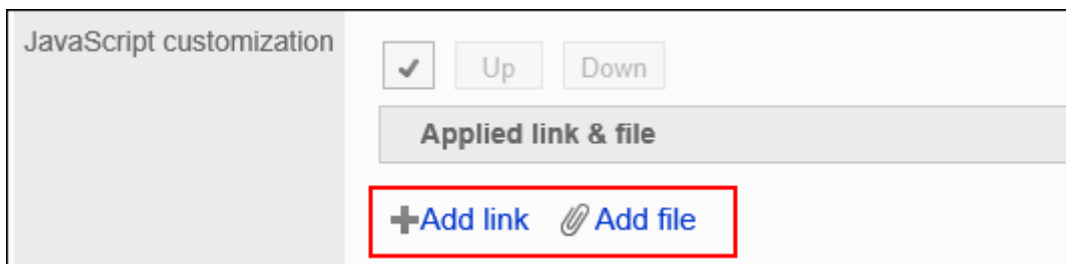 JavaScript customization
Up Down
Applied link & file
Add link Add file